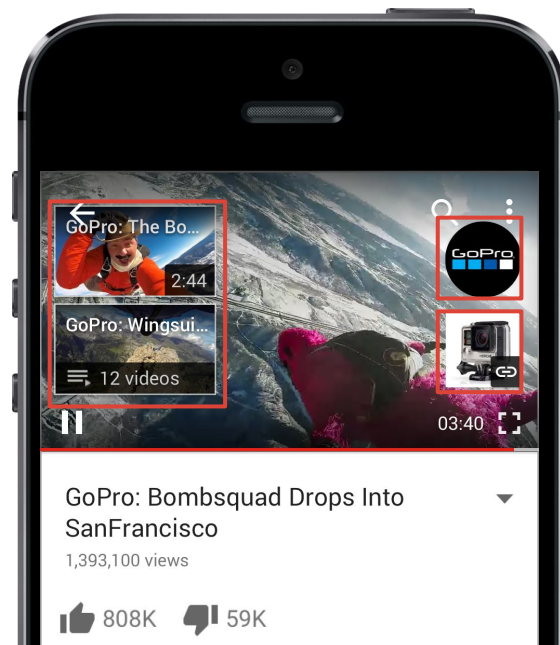 GoPro: The Bo...
2:44
GoPro
GoPro: Wingsui...
12 videos
03:40
GoPro: Bombsquad Drops Into
SanFrancisco
1,393,100 views
808K
59K